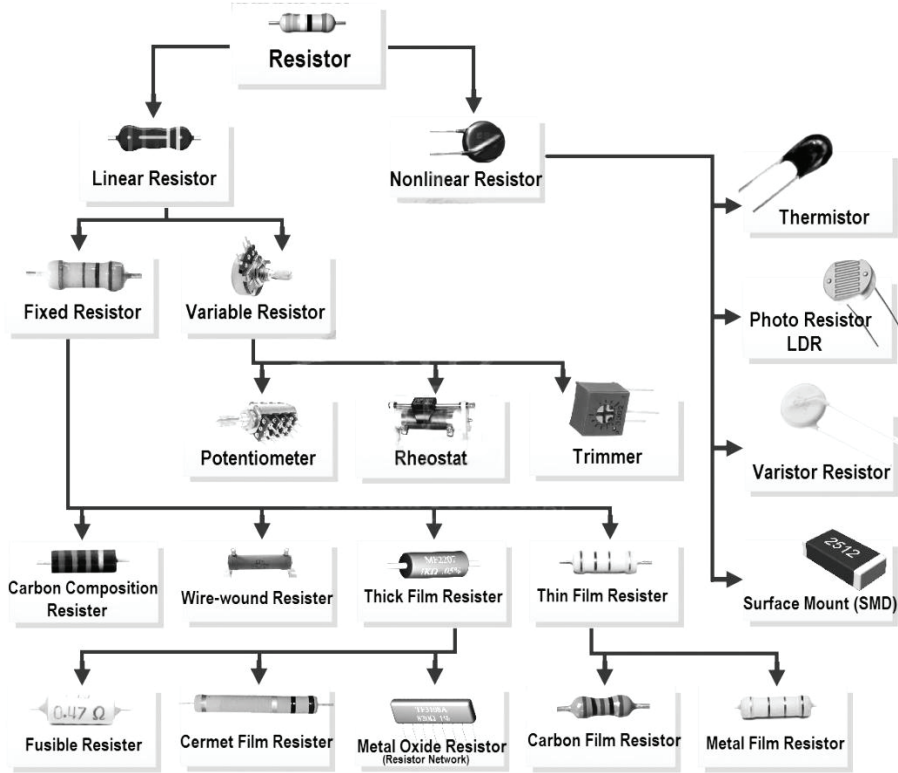 Resistor
Linear Resistor
Nonlinear Resistor
Thermistor
Fixed Resistor
Variable Resistor
Photo Resistor
LDR
Potentiometer
Rheostat
Trimmer
Varistor Resistor
2512
Surface Mount (SMD)
Carbon Composition
Resister
Wire-wound Resister
1KΩ .05%
Thick Film Resister
Thin Film Resister
0.47 Ω
Fusible Resister
Cermet Film Resister
Metal Oxide Resistor
(Resistor Network)
Carbon Film Resistor
Metal Film Resistor